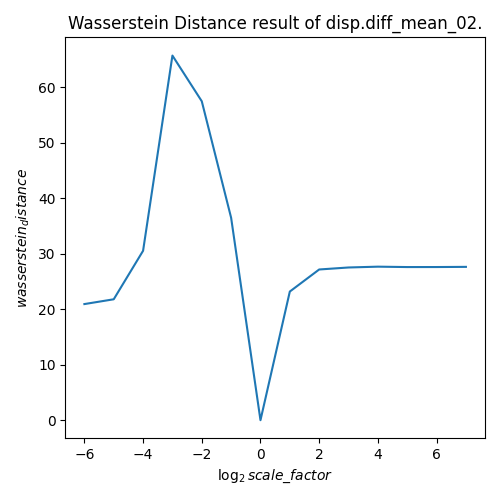 Wasserstein Distance result of disp.diff_mean_02.
wasserstein_distance
60
50
40
30
20
10
0
−6 −4 −2 0 2 4 6
log₂ scale_factor